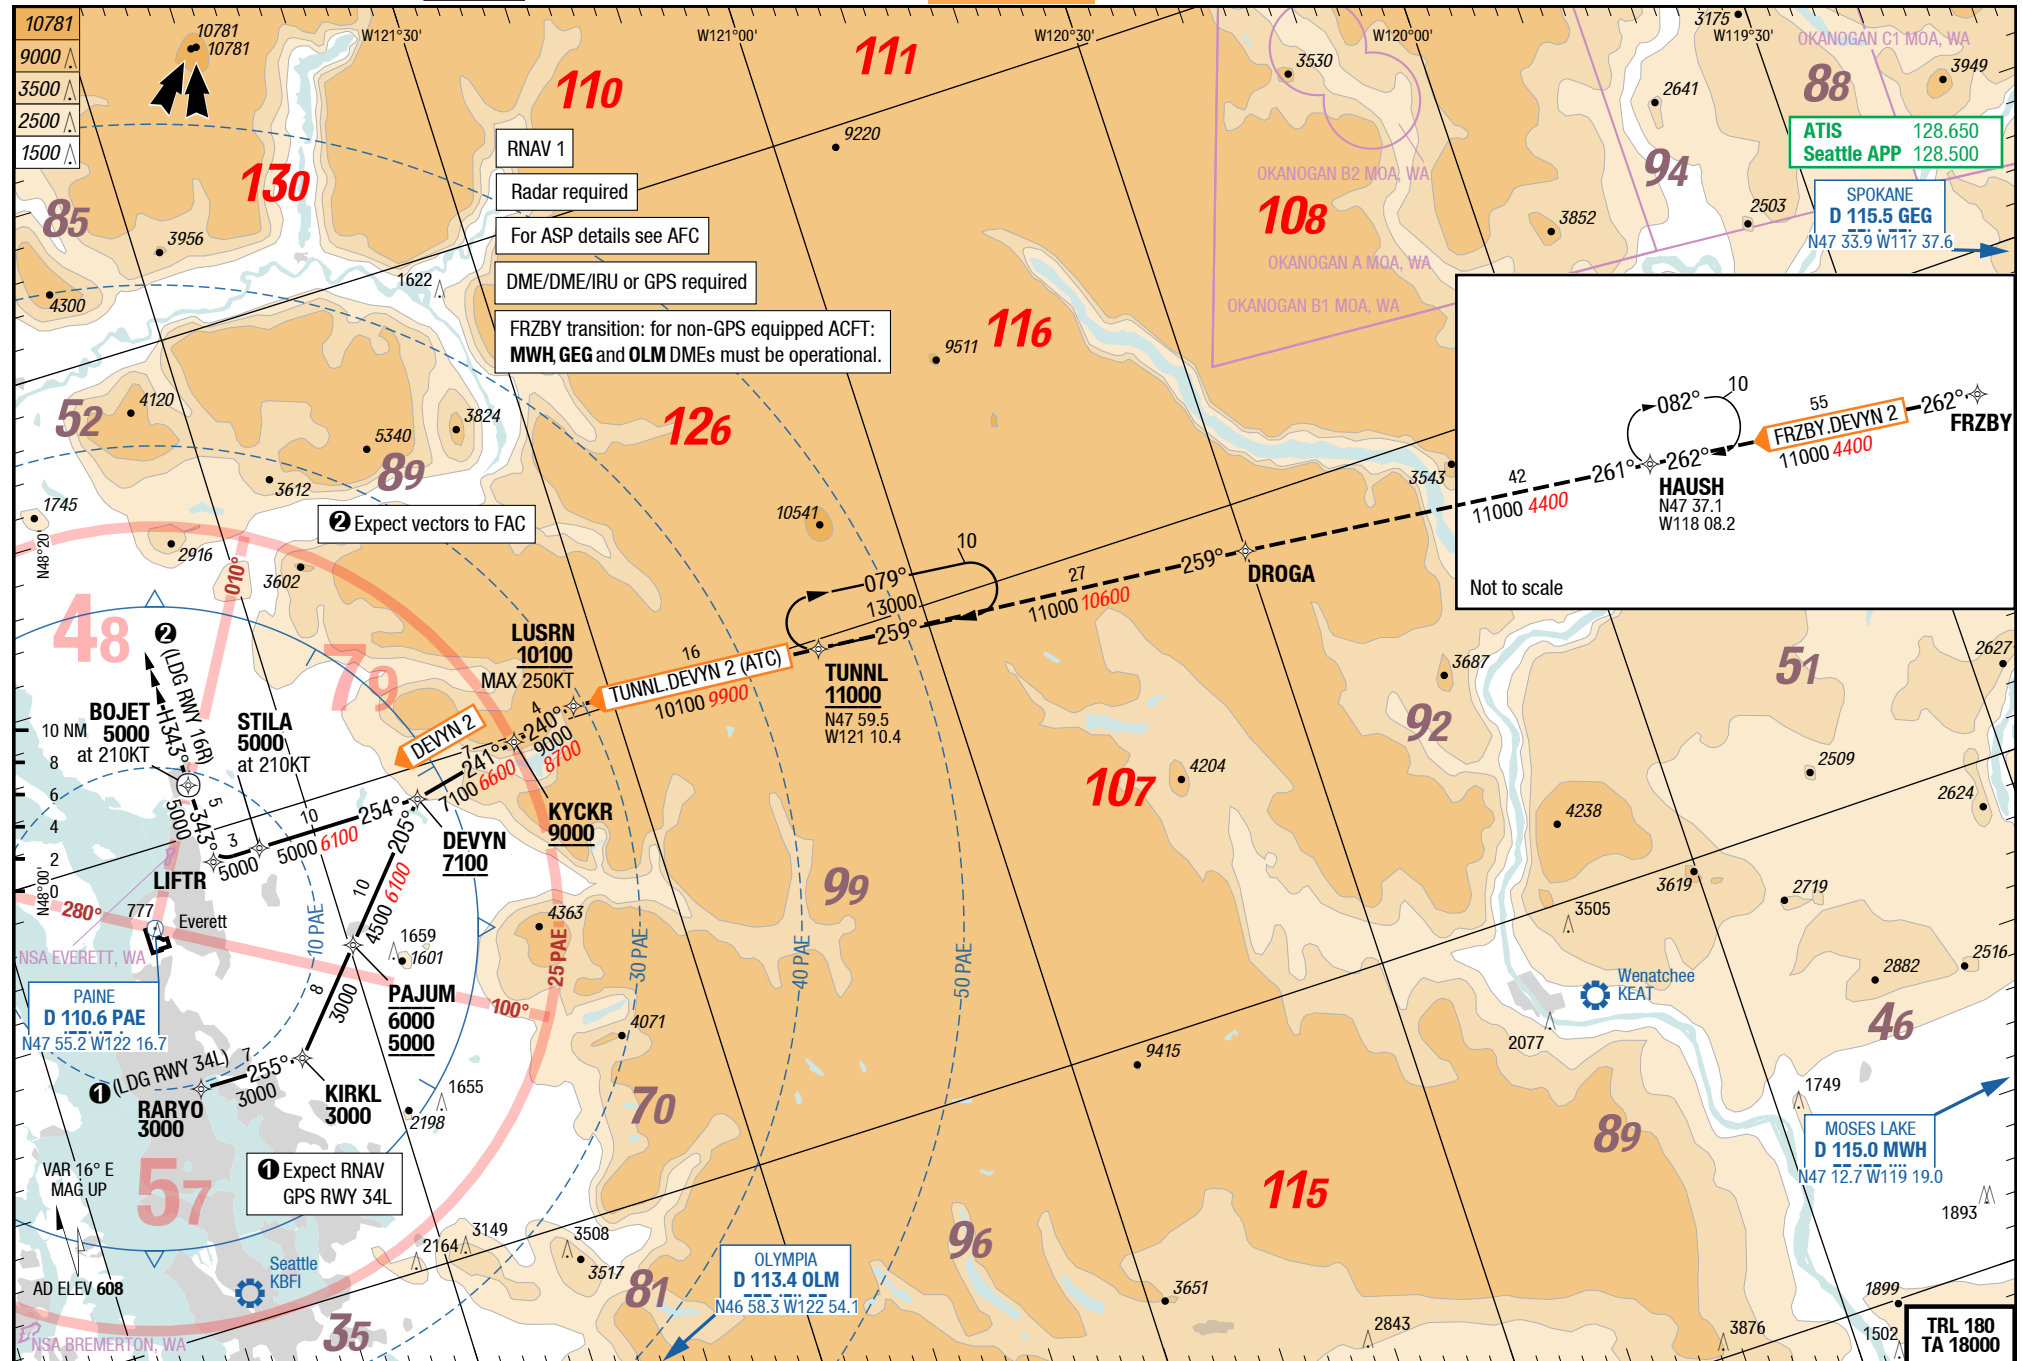 10781
9000
3500
2500
1500
10781
10781
W121°30'
W121°00'
W120°30'
W120°00'
3175
W119°30'
OKANOGAN C1 MOA, WA
110
111
3530
88
3949
2641
9220
ATIS 128.650
Seattle APP 128.500
RNAV 1
130
OKANOGAN B2 MOA, WA
94
Radar required
85
3956
For ASP details see AFC
108
3852
2503
SPOKANE
D 115.5 GEG
N47 33.9 W117 37.6
OKANOGAN A MOA, WA
1622
DME/DME/IRU or GPS required
4300
OKANOGAN B1 MOA, WA
FRZBY transition: for non-GPS equipped ACFT:
MWH, GEG and OLM DMEs must be operational.
116
9511
4120
52
3824
126
5340
89
3612
082°
10
55
FRZBY.DEVYN 2
262°
FRZBY
11000 4400
262°
261°
HAUSH
N47 37.1
W118 08.2
42
11000 4400
Not to scale
3543
1745
N48°20'
2916
❷ Expect vectors to FAC
3602
010°
10541
10
079°
13000
259°
27
11000 10600
259°
DROGA
48
79
❷ (LDG RWY 16R)
H343°
LUSRN
10100
MAX 250KT
16
TUNNL.DEVYN 2 (ATC)
10100 9900
TUNNL
11000
N47 59.5
W121 10.4
3687
51
2627
92
BOJET
5000
at 210KT
10 NM
8
6
4
2
0
N48°00'
STILA
5000
at 210KT
DEVYN 2
7
241°
7100 6600
4
240°
9000
8700
KYCKR
9000
DEVYN
7100
5
343°
5000
3
5000
LIFTR
10
254°
5000 6100
205°
10
4500 6100
107
4204
2509
2624
4238
99
3619
2719
3505
280°
777
Everett
NSA EVERETT, WA
10 PAE
1659
1601
4363
25 PAE
30 PAE
40 PAE
50 PAE
PAINE
D 110.6 PAE
N47 55.2 W122 16.7
8
3000
PAJUM
6000
5000
100°
4071
Wenatchee
KEAT
2882
2516
46
2077
9415
❶ (LDG RWY 34L)
7
255°
3000
RARYO
3000
KIRKL
3000
1655
2198
70
1749
89
MOSES LAKE
D 115.0 MWH
N47 12.7 W119 19.0
VAR 16° E
MAG UP
57
❶ Expect RNAV
GPS RWY 34L
115
1893
AD ELEV 608
Seattle
KBFI
2164
3149
3508
3517
96
81
OLYMPIA
D 113.4 OLM
N46 58.3 W122 54.1
3651
NSA BREMERTON, WA
35
2843
3876
1899
1502
TRL 180
TA 18000